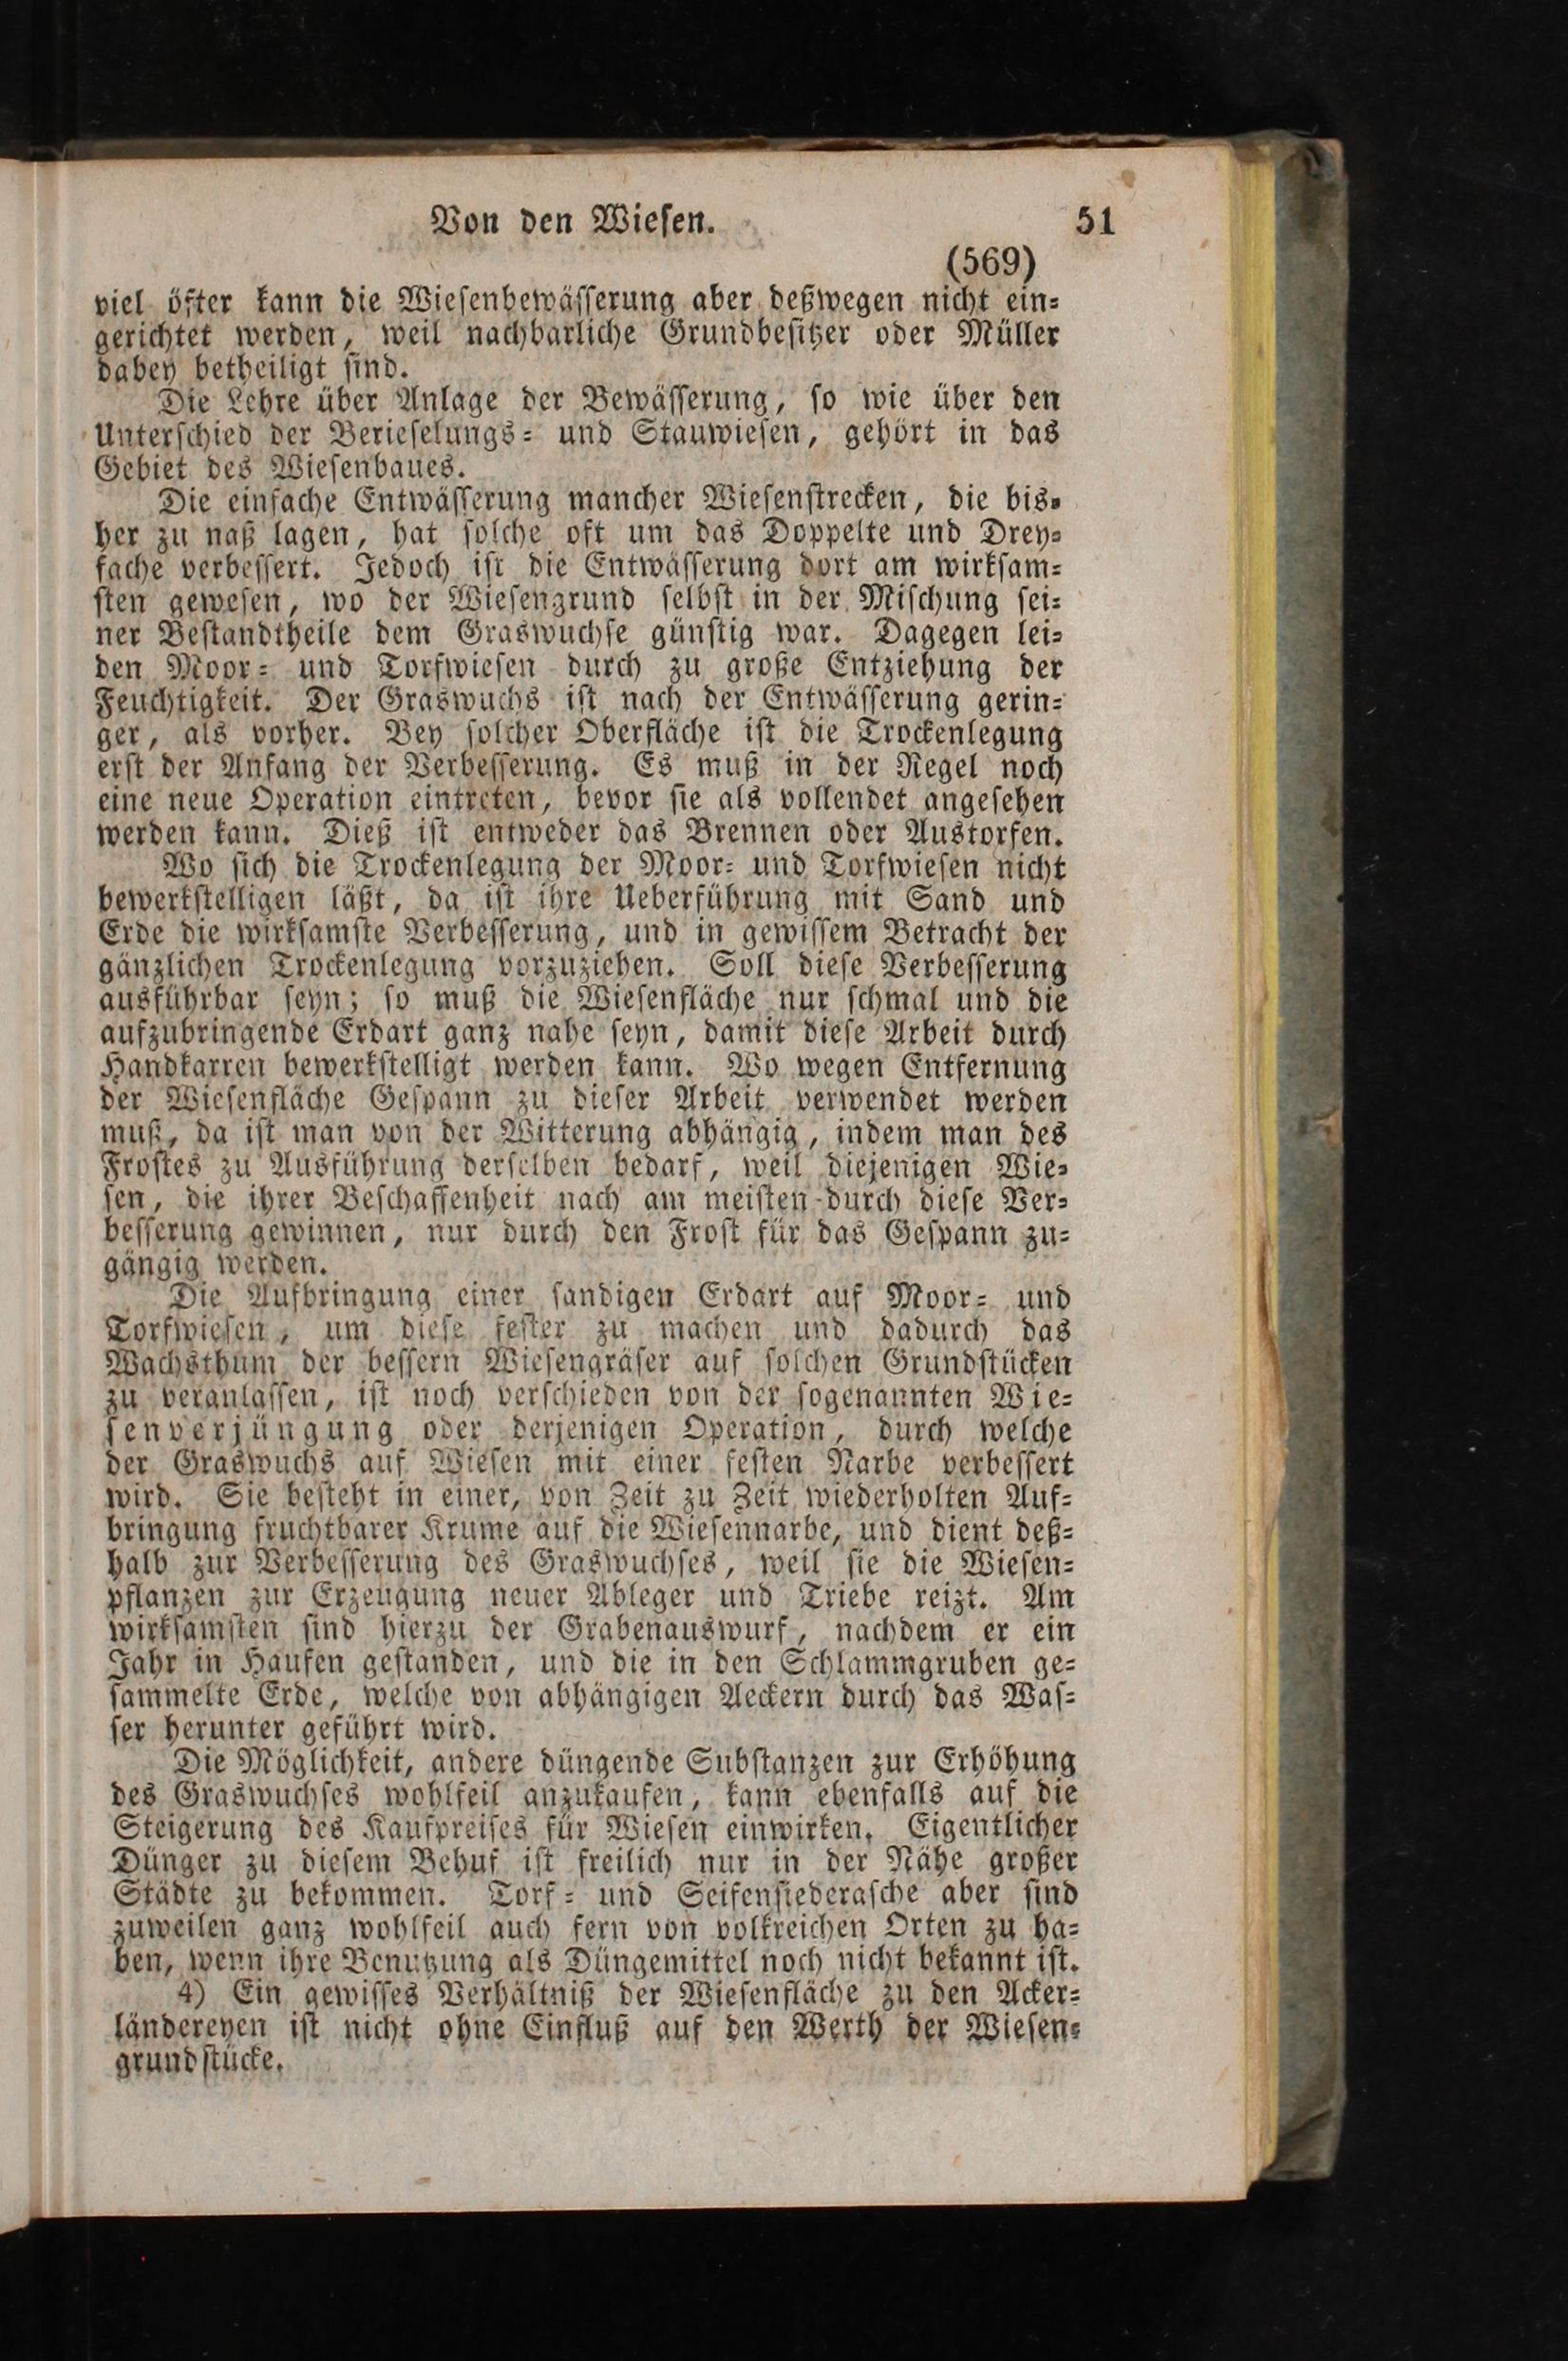 Von den Wiesen.
51
(569)
viel öfter kann die Wiesenbewässerung aber deßwegen nicht ein-
gerichtet werden, weil nachbarliche Grundbesitzer oder Müller
dabey betheiligt sind.
Die Lehre über Anlage der Bewässerung, so wie über den
Unterschied der Berieselungs- und Stauwiesen, gehört in das
Gebiet des Wiesenbaues.
Die einfache Entwässerung mancher Wiesenstrecken, die bis-
her zu naß lagen, hat solche oft um das Doppelte und Drey-
fache verbessert. Jedoch ist die Entwässerung dort am wirksam-
sten gewesen, wo der Wiesengrund selbst in der Mischung sei-
ner Bestandtheile dem Graswuchse günstig war. Dagegen lei-
den Moor- und Torfwiesen durch zu große Entziehung der
Feuchtigkeit. Der Graswuchs ist nach der Entwässerung gerin-
ger, als vorher. Bey solcher Oberfläche ist die Trockenlegung
erst der Anfang der Verbesserung. Es muß in der Regel noch
eine neue Operation eintreten, bevor sie als vollendet angesehen
werden kann. Dieß ist entweder das Brennen oder Austorfen.
Wo sich die Trockenlegung der Moor- und Torfwiesen nicht
bewerkstelligen läßt, da ist ihre Ueberführung mit Sand und
Erde die wirksamste Verbesserung, und in gewissem Betracht der
gänzlichen Trockenlegung vorzuziehen. Soll diese Verbesserung
ausführbar seyn; so muß die Wiesenfläche nur schmal und die
aufzubringende Erdart ganz nahe seyn, damit diese Arbeit durch
Handkarren bewerkstelligt werden kann. Wo wegen Entfernung
der Wiesenfläche Gespann zu dieser Arbeit verwendet werden
muß, da ist man von der Witterung abhängig, indem man des
Frostes zu Ausführung derselben bedarf, weil diejenigen Wie-
sen, die ihrer Beschaffenheit nach am meisten durch diese Ver-
besserung gewinnen, nur durch den Frost für das Gespann zu-
gängig werden.
Die Aufbringung einer sandigen Erdart auf Moor- und
Torfwiesen, um diese fester zu machen und dadurch das
Wachsthum der bessern Wiesengräser auf solchen Grundstücken
zu veranlassen, ist noch verschieden von der sogenannten Wie-
senverjüngung oder derjenigen Operation, durch welche
der Graswuchs auf Wiesen mit einer festen Narbe verbessert
wird. Sie besteht in einer, von Zeit zu Zeit wiederholten Auf-
bringung fruchtbarer Krume auf die Wiesennarbe, und dient deß-
halb zur Verbesserung des Graswuchses, weil sie die Wiesen-
pflanzen zur Erzeugung neuer Ableger und Triebe reizt. Am
wirksamsten sind hierzu der Grabenauswurf, nachdem er ein
Jahr in Haufen gestanden, und die in den Schlammgruben ge-
sammelte Erde, welche von abhängigen Aeckern durch das Was-
ser herunter geführt wird.
Die Möglichkeit, andere düngende Substanzen zur Erhöhung
des Graswuchses wohlfeil anzukaufen, kann ebenfalls auf die
Steigerung des Kaufpreises für Wiesen einwirken. Eigentlicher
Dünger zu diesem Behuf ist freilich nur in der Nähe großer
Städte zu bekommen. Torf- und Seifensiederasche aber sind
zuweilen ganz wohlfeil auch fern von volkreichen Orten zu ha-
ben, wenn ihre Benutzung als Düngemittel noch nicht bekannt ist.
4) Ein gewisses Verhältniß der Wiesenfläche zu den Acker-
ländereyen ist nicht ohne Einfluß auf den Werth der Wiesen-
grundstücke.